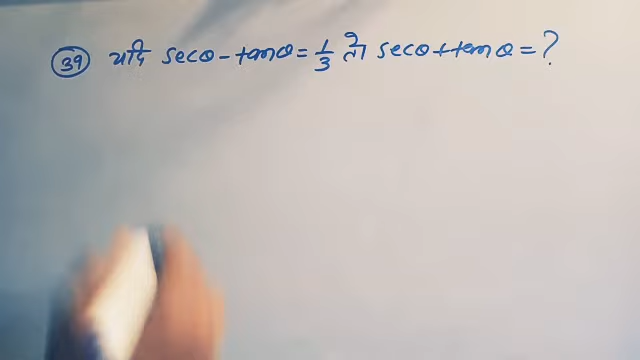 39 यदि secθ - tanθ = 1/3 तो secθ + tanθ = ?